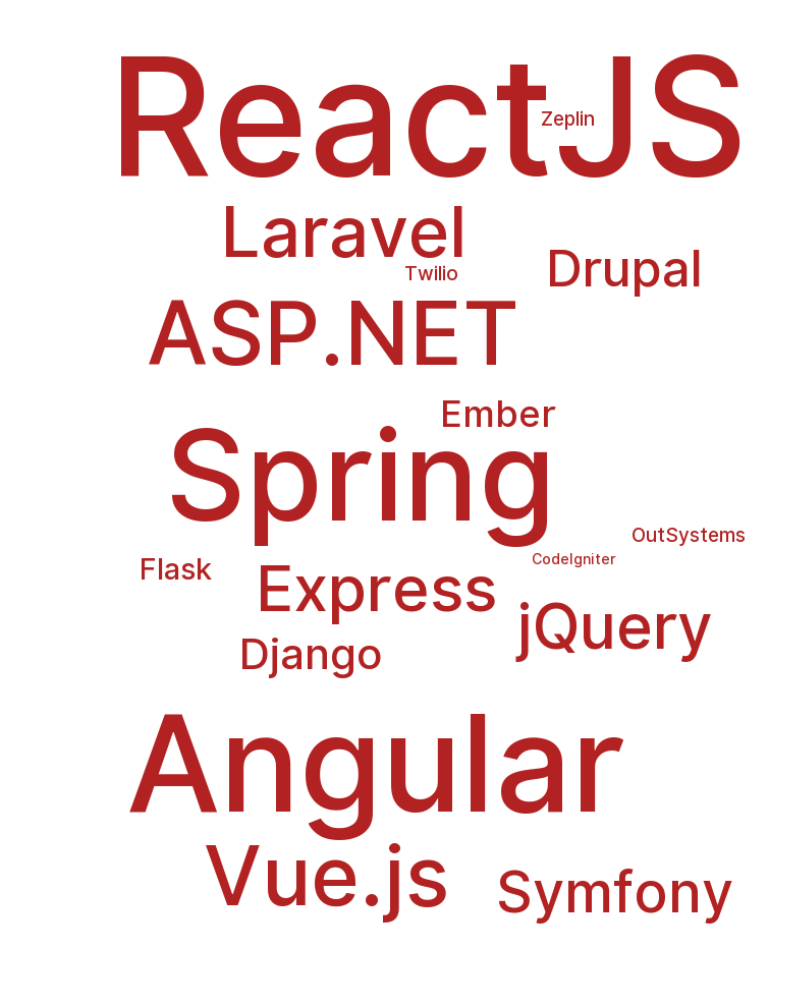 ReactJS
Zeplin
Laravel
Drupal
Twilio
ASP.NET
Ember
Spring
OutSystems
CodeIgniter
Flask
Express
jQuery
Django
Angular
Vue.js
Symfony